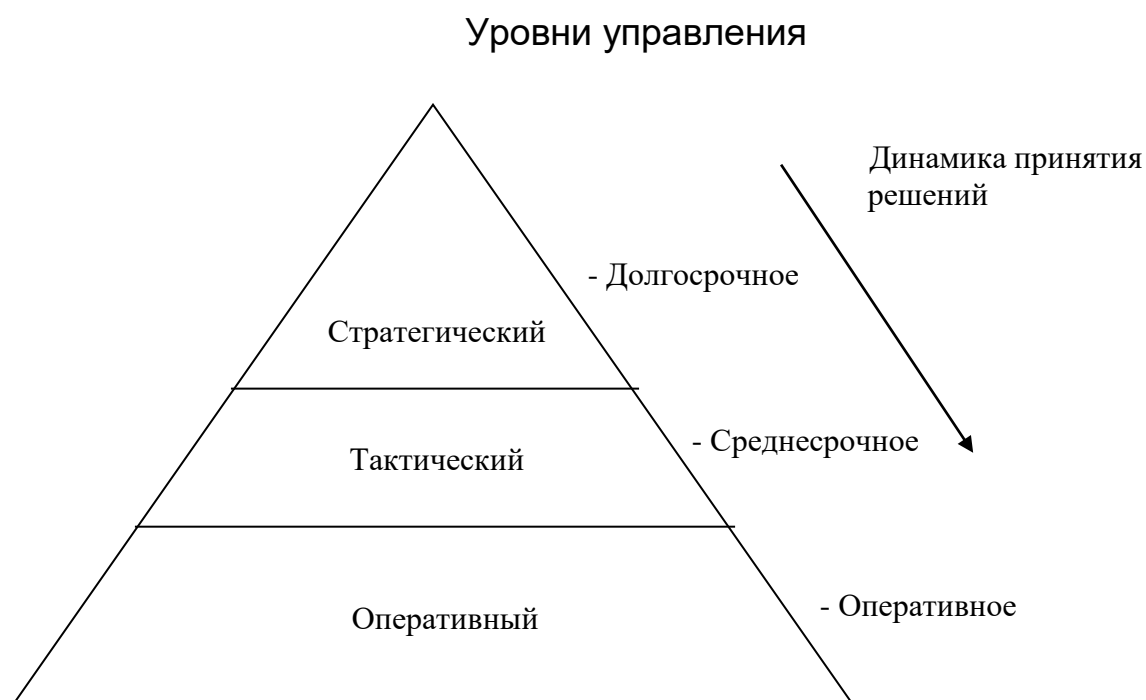 Уровни управления
Динамика принятия
решений
- Долгосрочное
Стратегический
- Среднесрочное
Тактический
- Оперативное
Оперативный